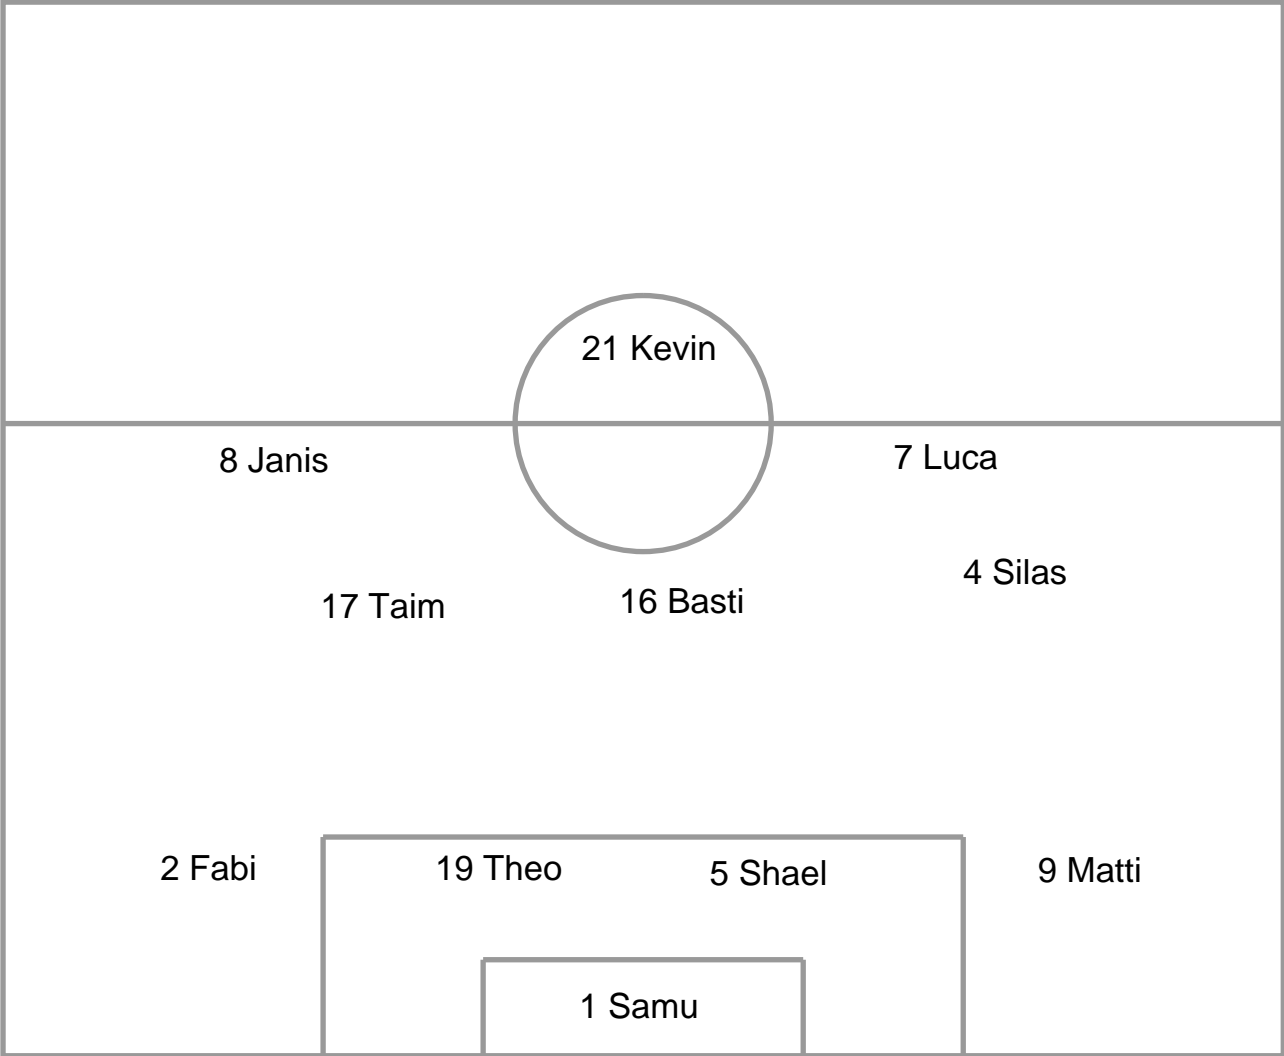 21 Kevin
8 Janis
7 Luca
17 Taim
16 Basti
4 Silas
2 Fabi
19 Theo
5 Shael
9 Matti
1 Samu